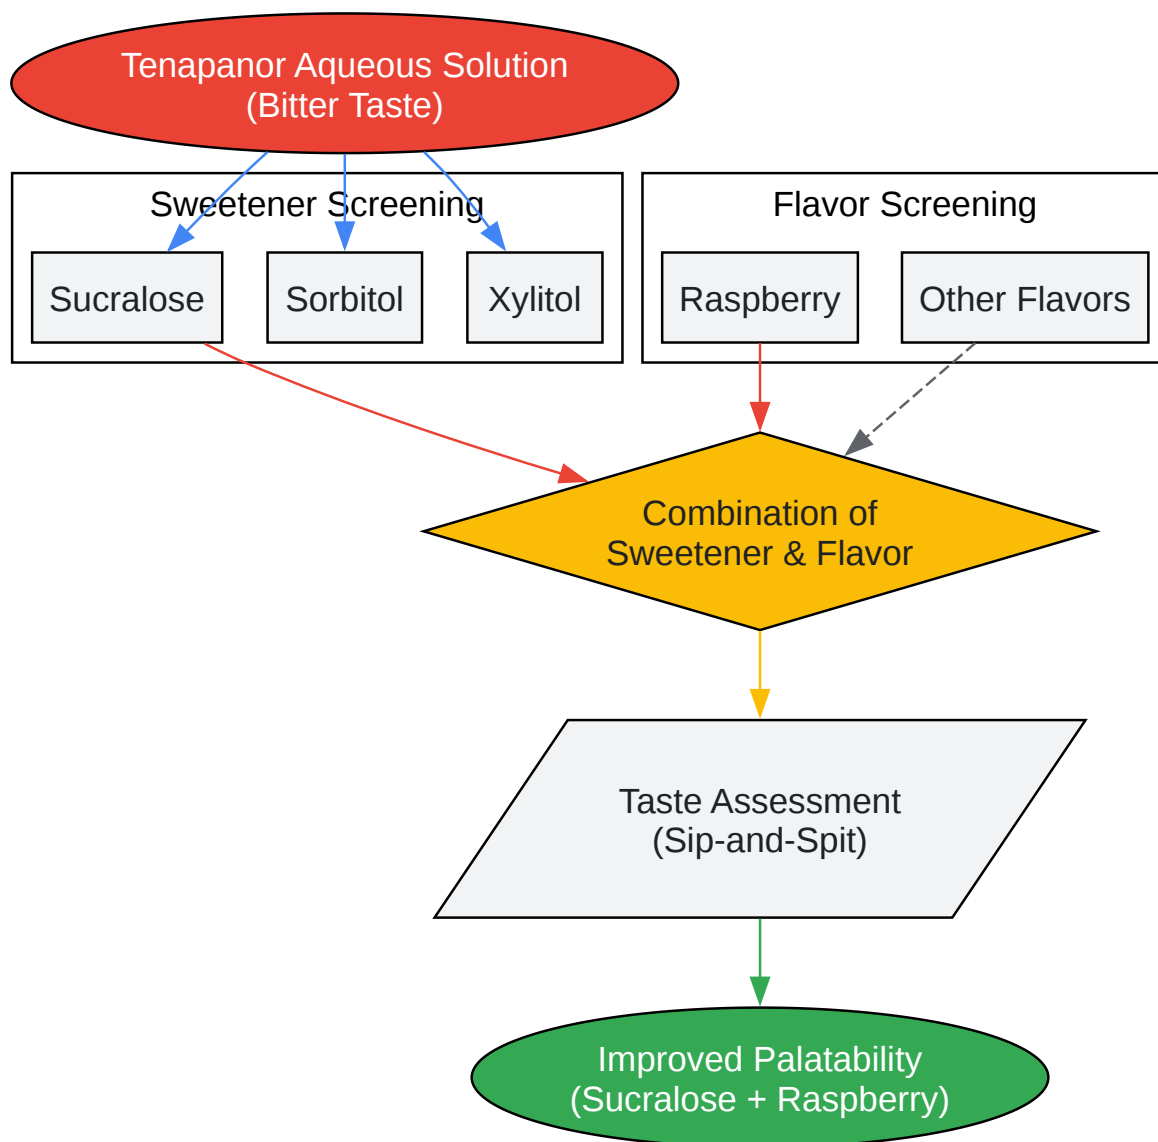 Tenapanor Aqueous Solution
(Bitter Taste)
Sweetener Screening
Flavor Screening
Sucralose
Sorbitol
Xylitol
Raspberry
Other Flavors
Combination of
Sweetener & Flavor
Taste Assessment
(Sip-and-Spit)
Improved Palatability
(Sucralose + Raspberry)